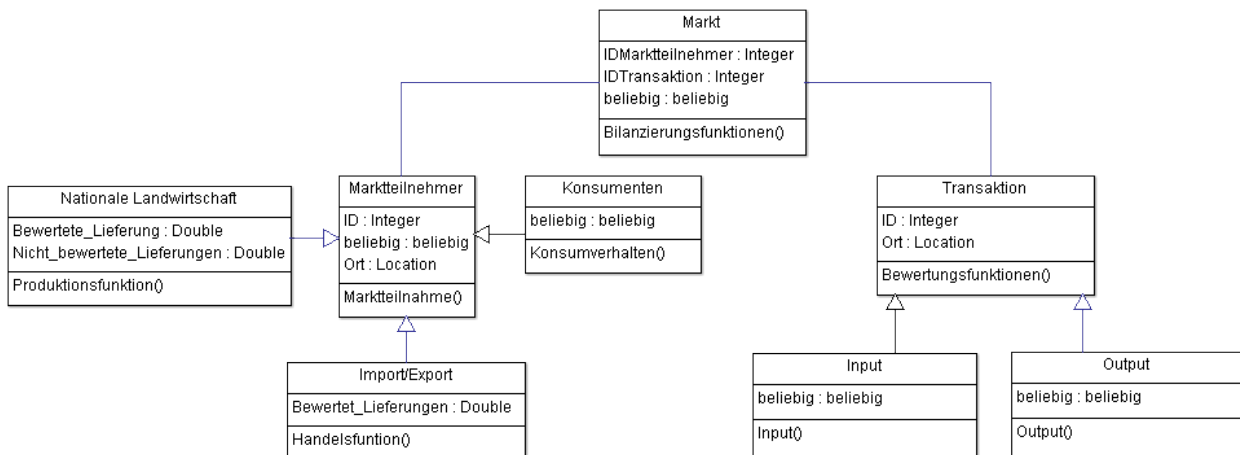 Markt
IDMarktteilnehmer : Integer
IDTransaktion : Integer
beliebig : beliebig
Bilanzierungsfunktionen()
Nationale Landwirtschaft
Bewertete_Lieferung : Double
Nicht_bewertete_Lieferungen : Double
Produktionsfunktion()
Marktteilnehmer
ID : Integer
beliebig : beliebig
Ort : Location
Marktteilnahme()
Konsumenten
beliebig : beliebig
Konsumverhalten()
Transaktion
ID : Integer
Ort : Location
Bewertungsfunktionen()
Import/Export
Bewertet_Lieferungen : Double
Handelsfuntion()
Input
beliebig : beliebig
Input()
Output
beliebig : beliebig
Output()